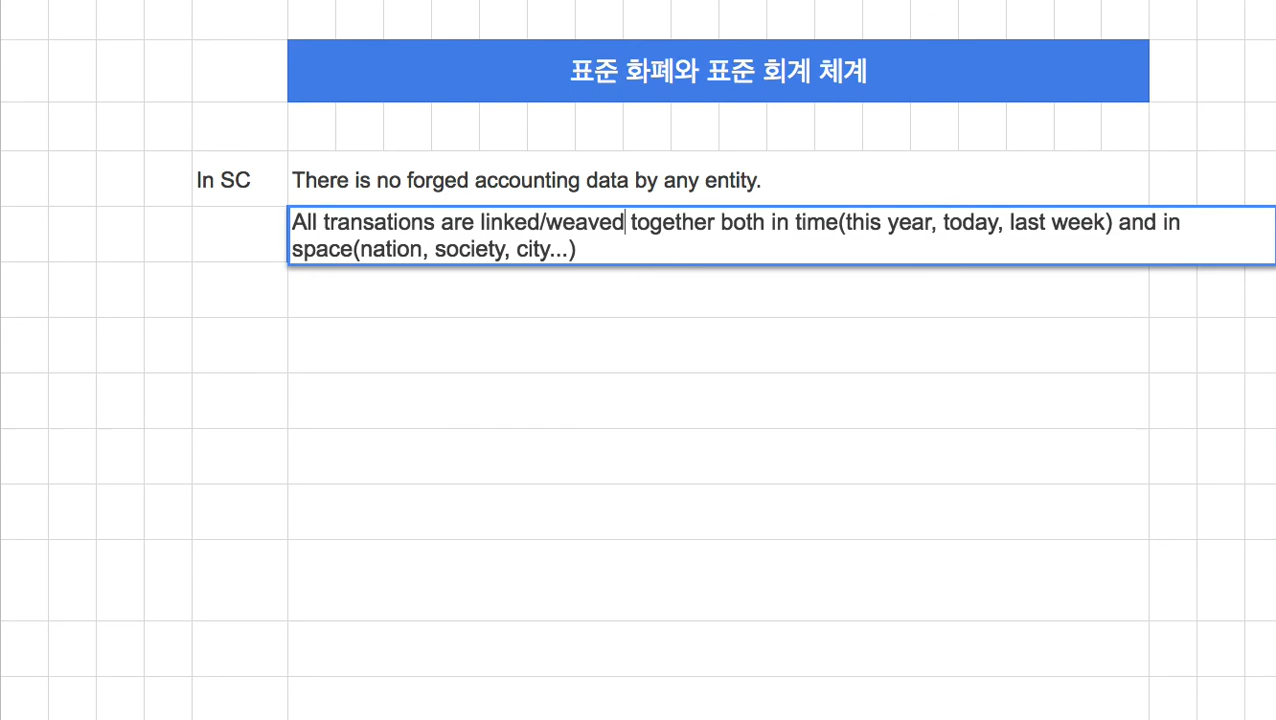 표준 화폐와 표준 회계 체계
In SC There is no forged accounting data by any entity.
All transations are linked/weaved together both in time(this year, today, last week) and in
space(nation, society, city...)